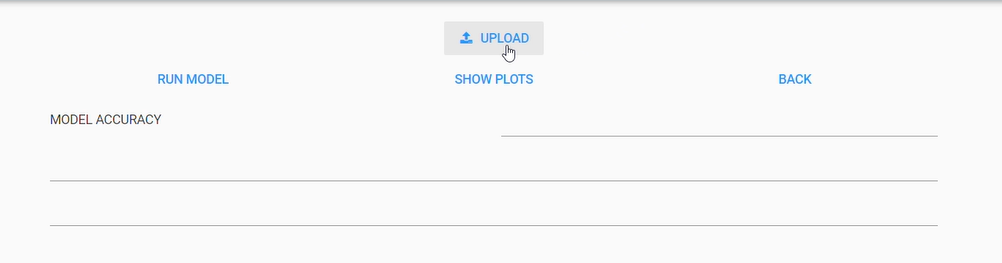 UPLOAD
RUN MODEL SHOW PLOTS BACK
MODEL ACCURACY